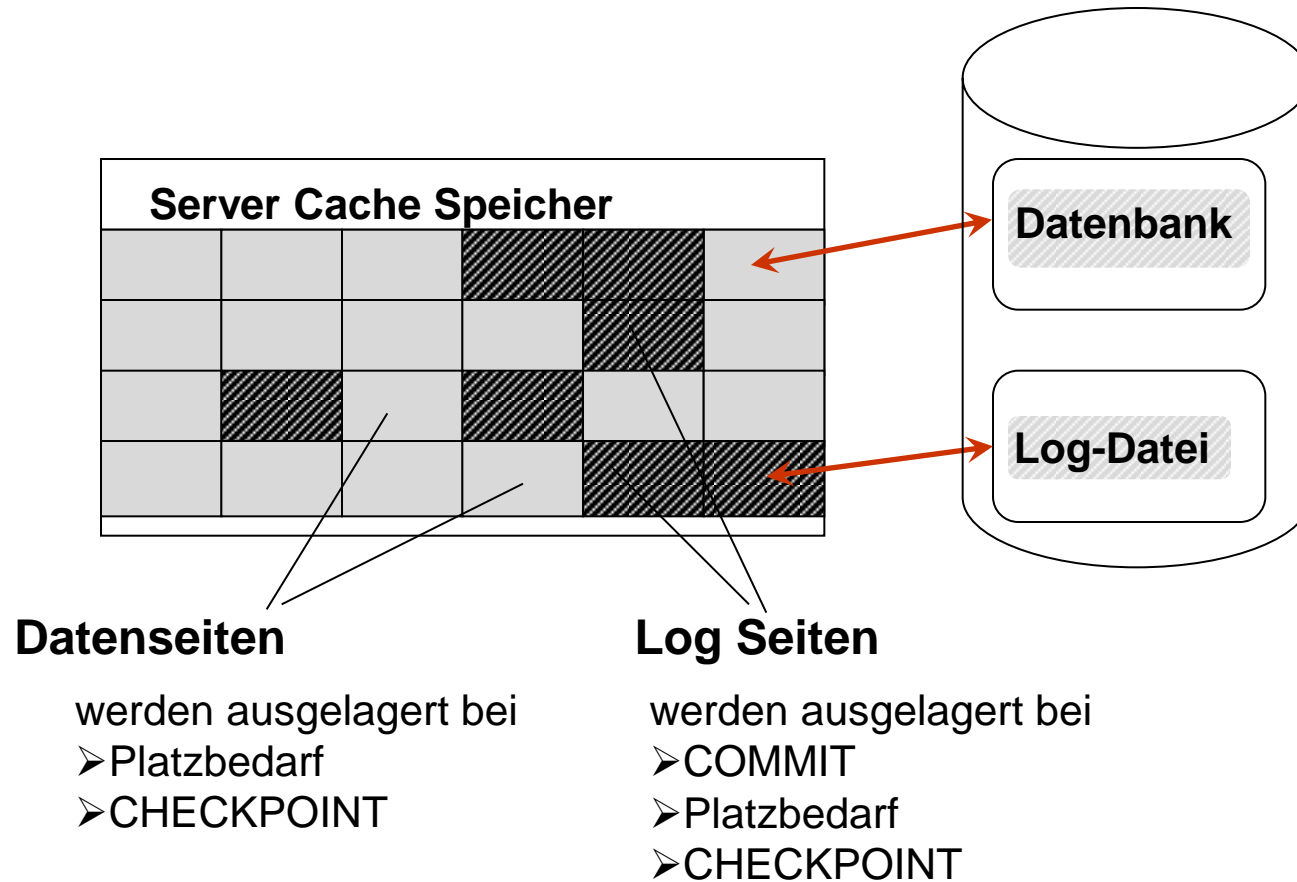 Server Cache Speicher
Datenbank
Log-Datei
Datenseiten
werden ausgelagert bei
➢Platzbedarf
➢CHECKPOINT
Log Seiten
werden ausgelagert bei
➢COMMIT
➢Platzbedarf
➢CHECKPOINT